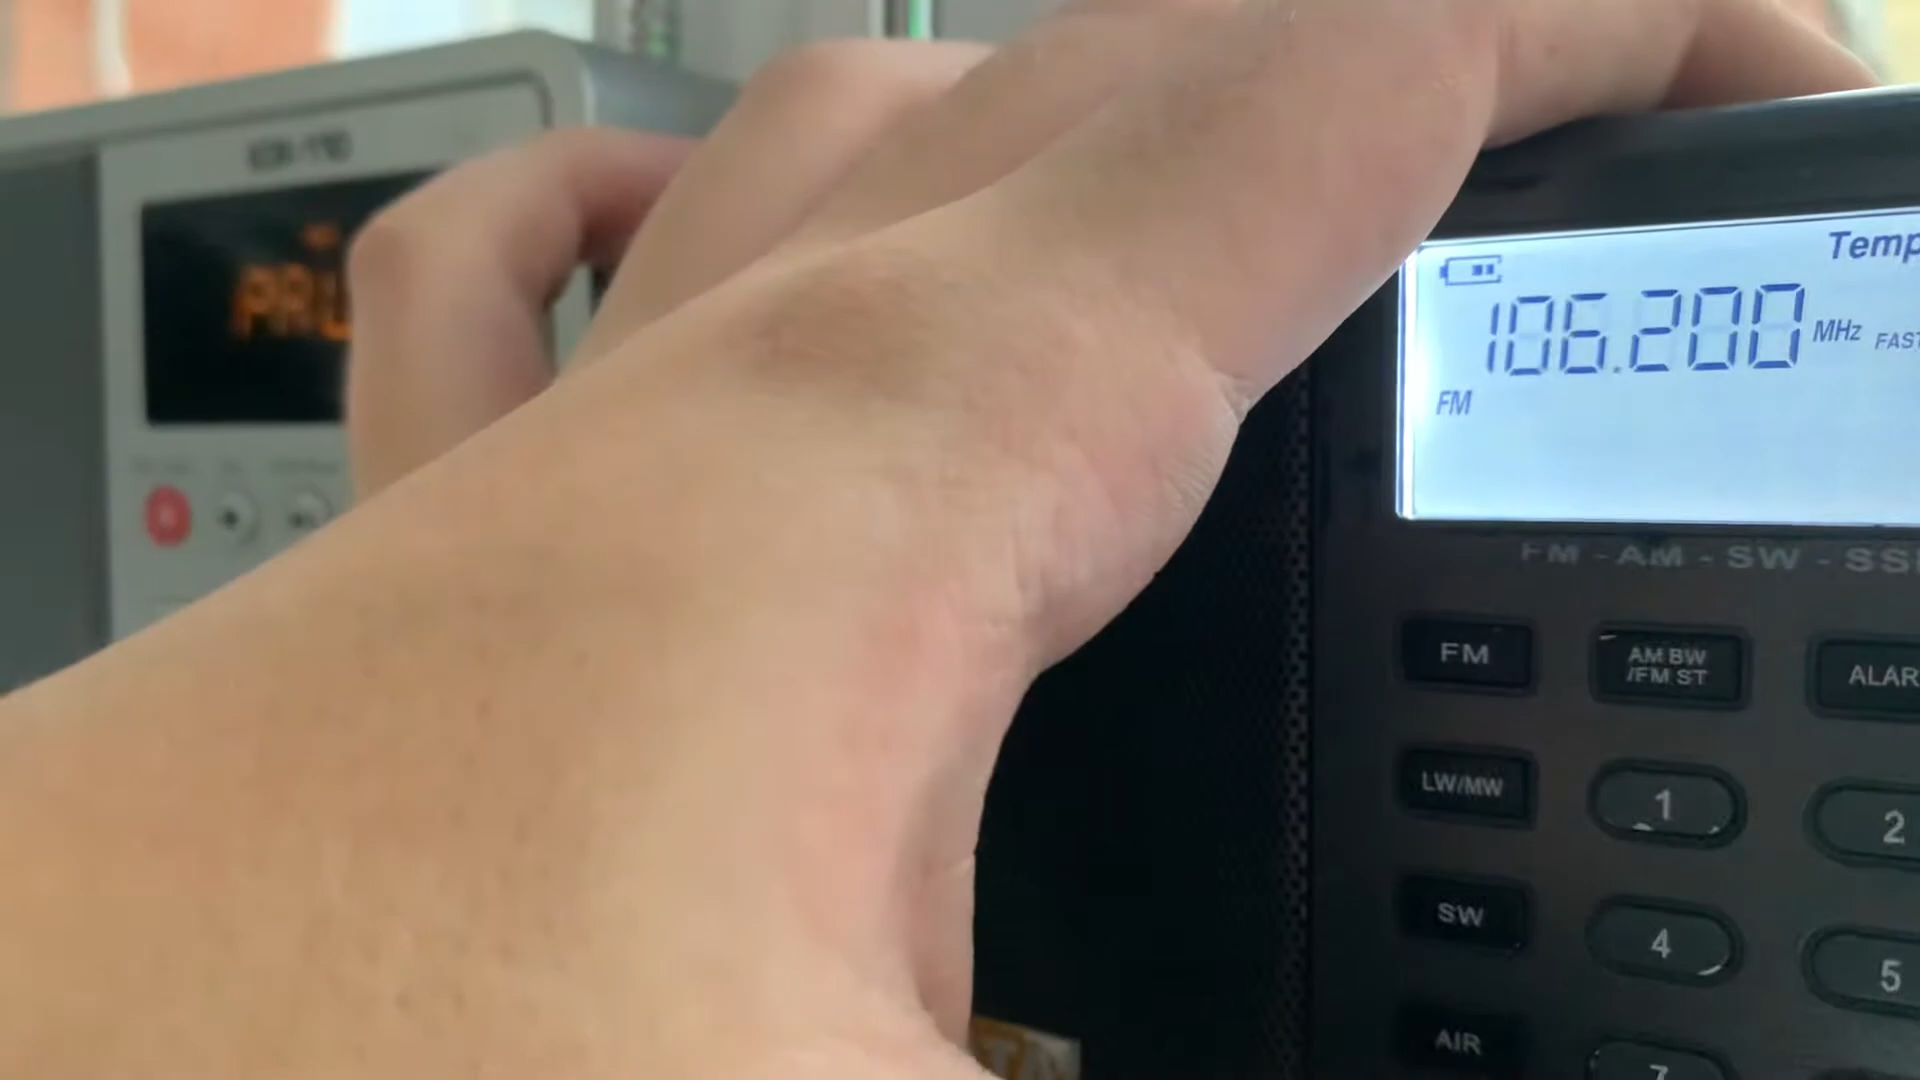 Temp
106.200 MHz FAST
FM
FM - AM - SW - SS
FM
AM BW
/FM ST
ALAR
LW/MW
1
2
SW
4
5
AIR
7